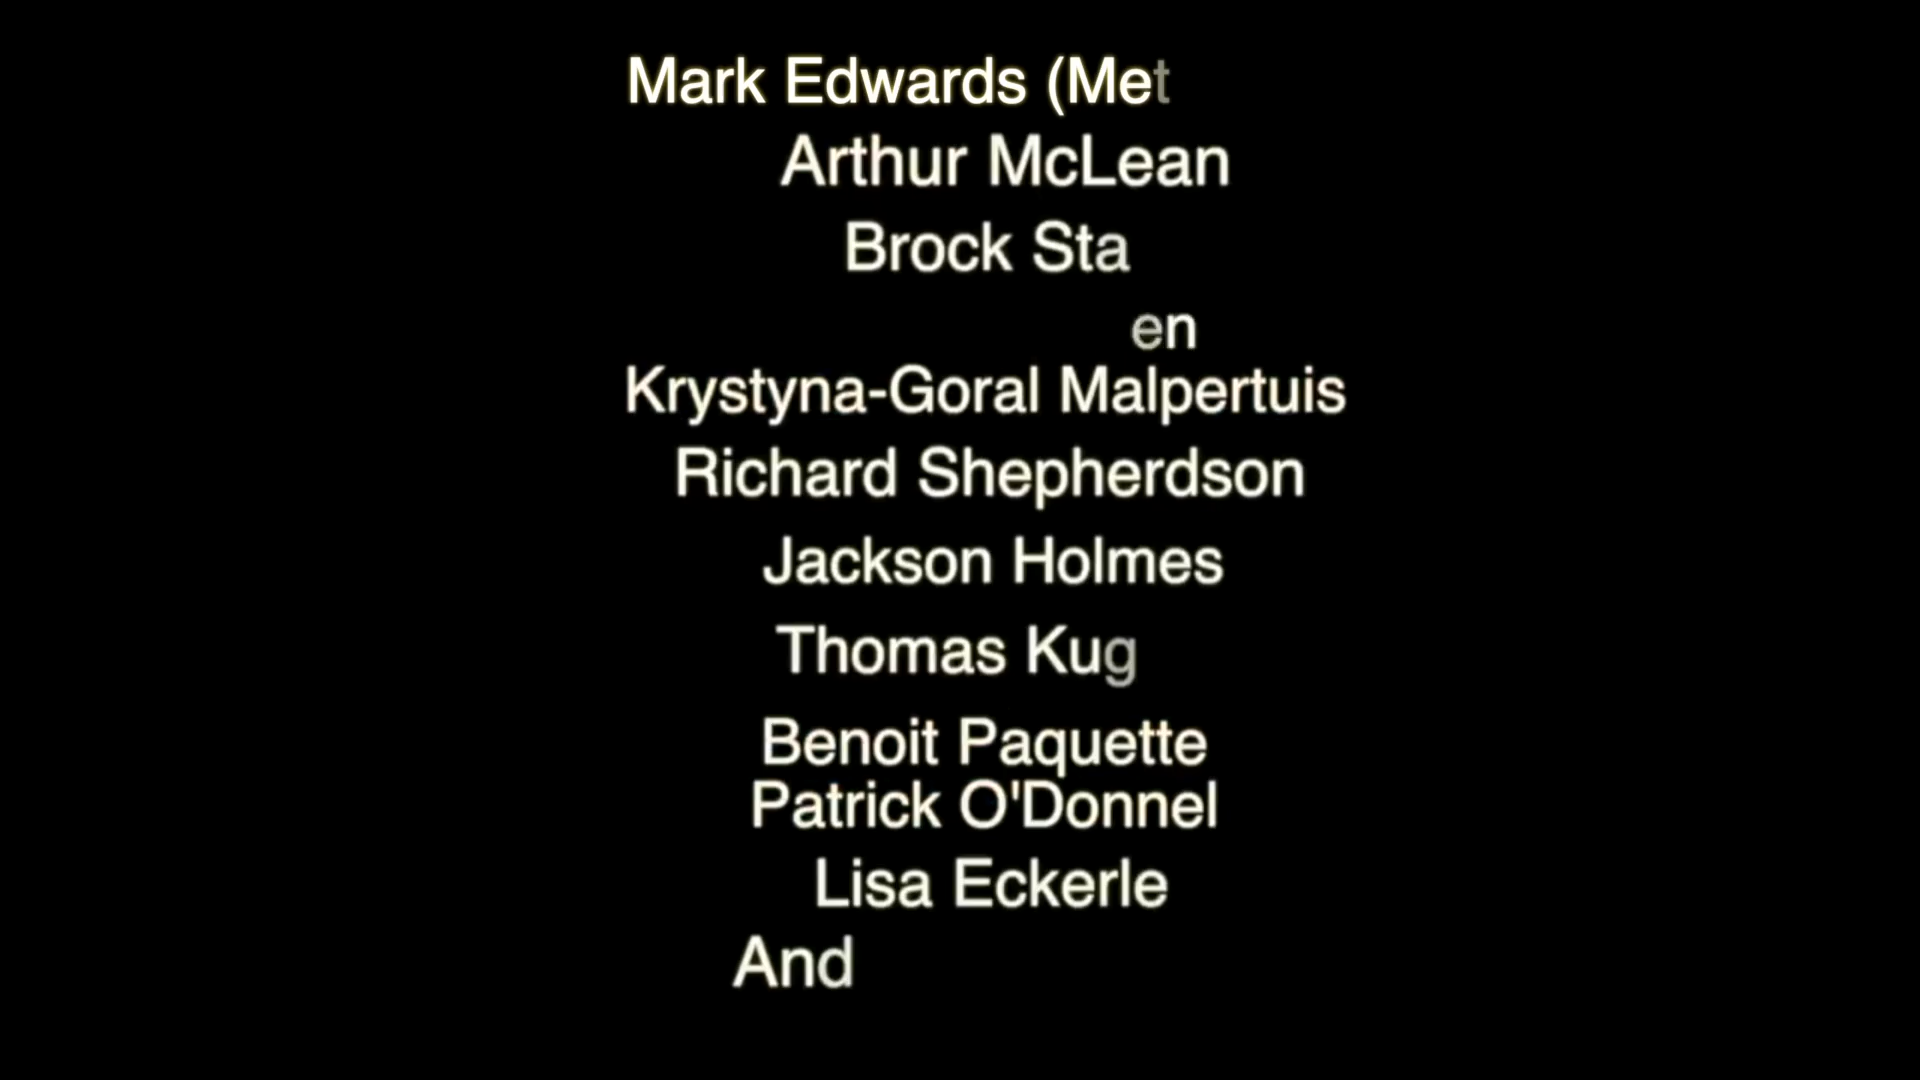 Mark Edwards (Met
Arthur McLean
Brock Sta
en
Krystyna-Goral Malpertuis
Richard Shepherdson
Jackson Holmes
Thomas Kug
Benoit Paquette
Patrick O'Donnel
Lisa Eckerle
And